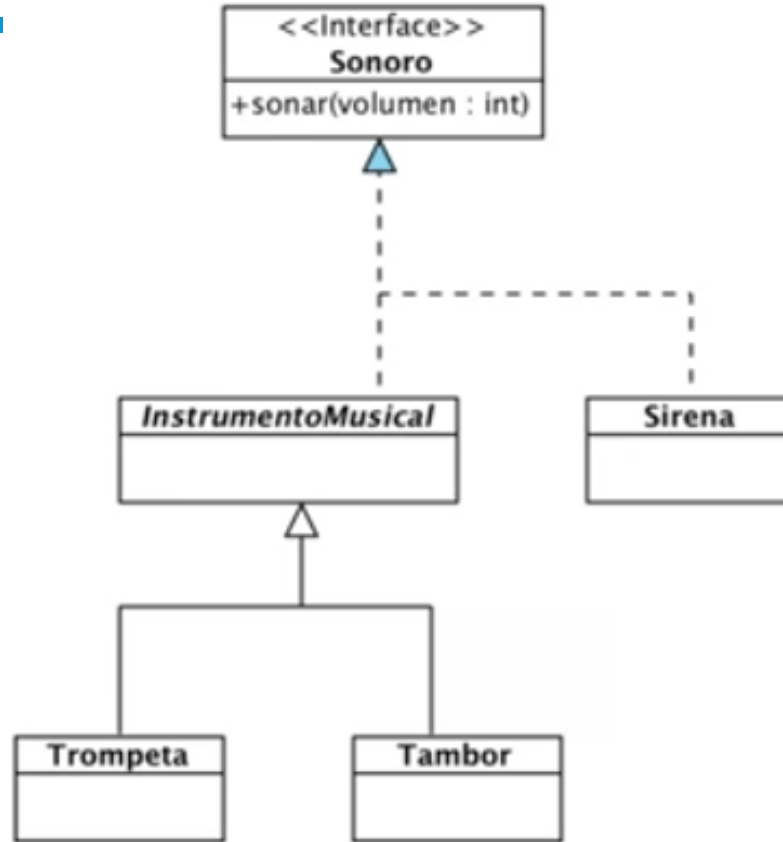 <<Interface>>
Sonoro
+sonar(volumen : int)
InstrumentoMusical
Sirena
Trompeta
Tambor